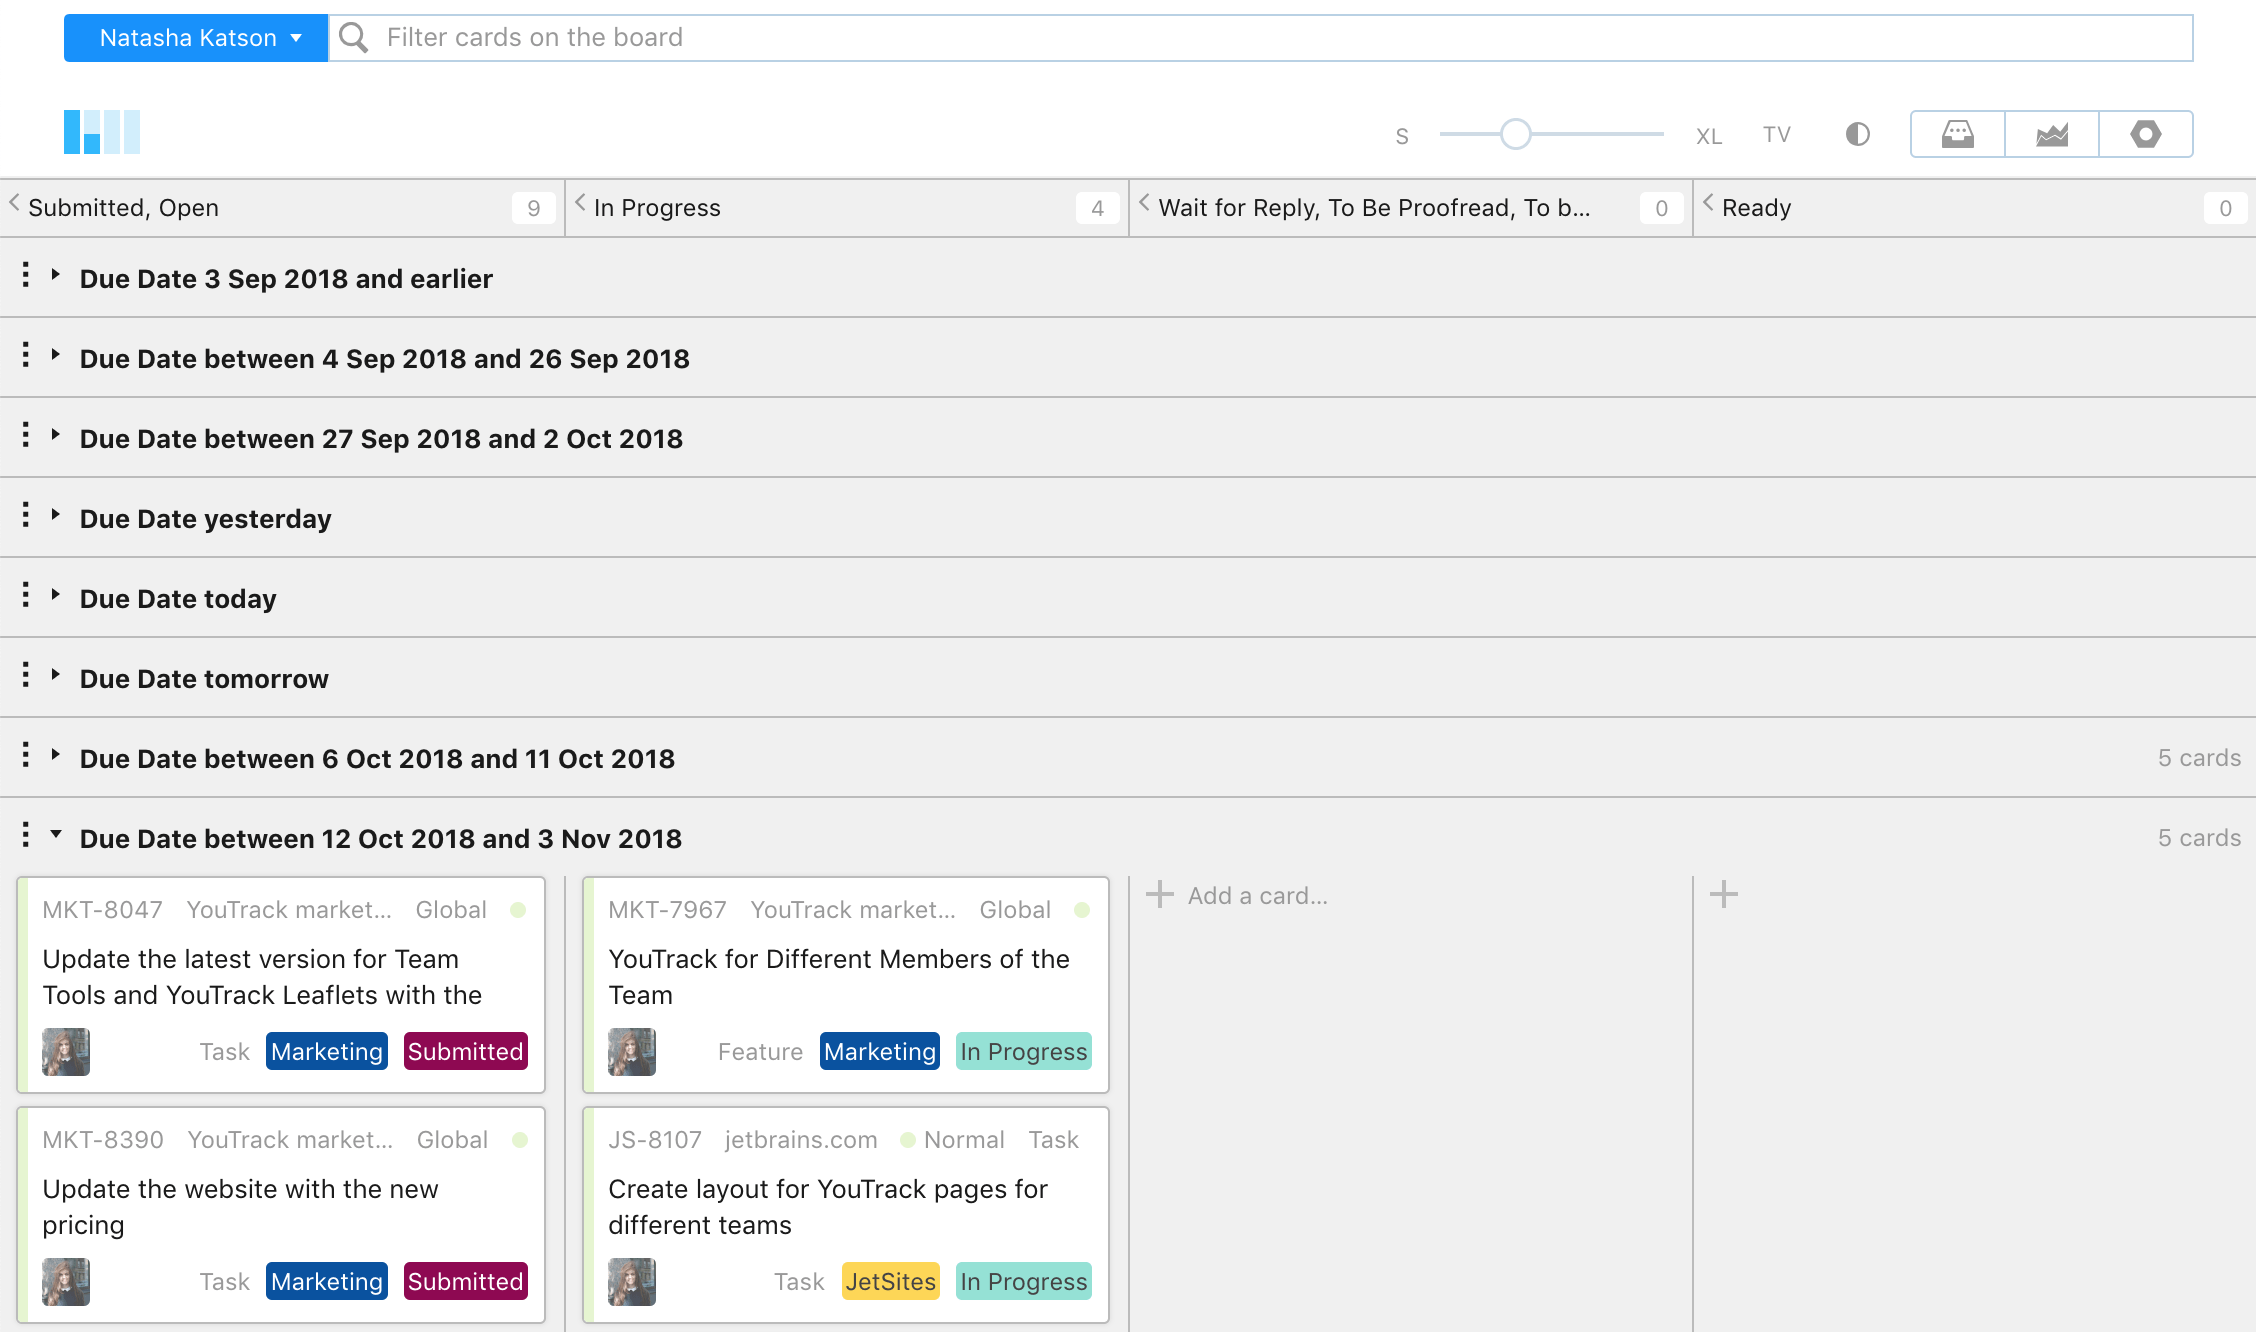 Natasha Katson
Filter cards on the board
S
XL
TV
Submitted, Open
9
In Progress
4
Wait for Reply, To Be Proofread, To b...
0
Ready
0
Due Date 3 Sep 2018 and earlier
Due Date between 4 Sep 2018 and 26 Sep 2018
Due Date between 27 Sep 2018 and 2 Oct 2018
Due Date yesterday
Due Date today
Due Date tomorrow
Due Date between 6 Oct 2018 and 11 Oct 2018
5 cards
Due Date between 12 Oct 2018 and 3 Nov 2018
5 cards
MKT-8047 YouTrack market... Global
Update the latest version for Team
Tools and YouTrack Leaflets with the
Task Marketing Submitted
MKT-7967 YouTrack market... Global
YouTrack for Different Members of the
Team
Feature Marketing In Progress
Add a card...
MKT-8390 YouTrack market... Global
Update the website with the new
pricing
Task Marketing Submitted
JS-8107 jetbrains.com Normal Task
Create layout for YouTrack pages for
different teams
Task JetSites In Progress